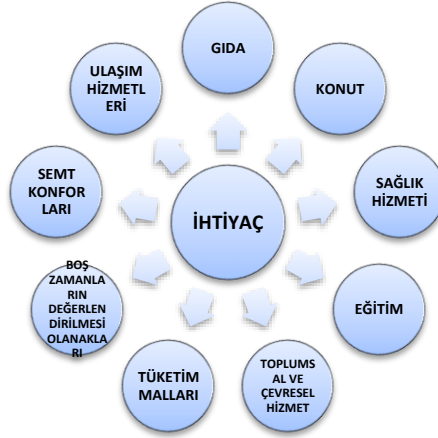 GIDA
KONUT
SAĞLIK
HİZMETİ
EĞİTİM
TOPLUMS
AL VE
ÇEVRESEL
HİZMET
TÜKETİM
MALLARI
BOŞ
ZAMANLA
RIN
DEĞERLEN
DİRİLMESİ
OLANAKLA
RI
SEMT
KONFOR
LARI
ULAŞIM
HİZMETL
ERİ
İHTİYAÇ